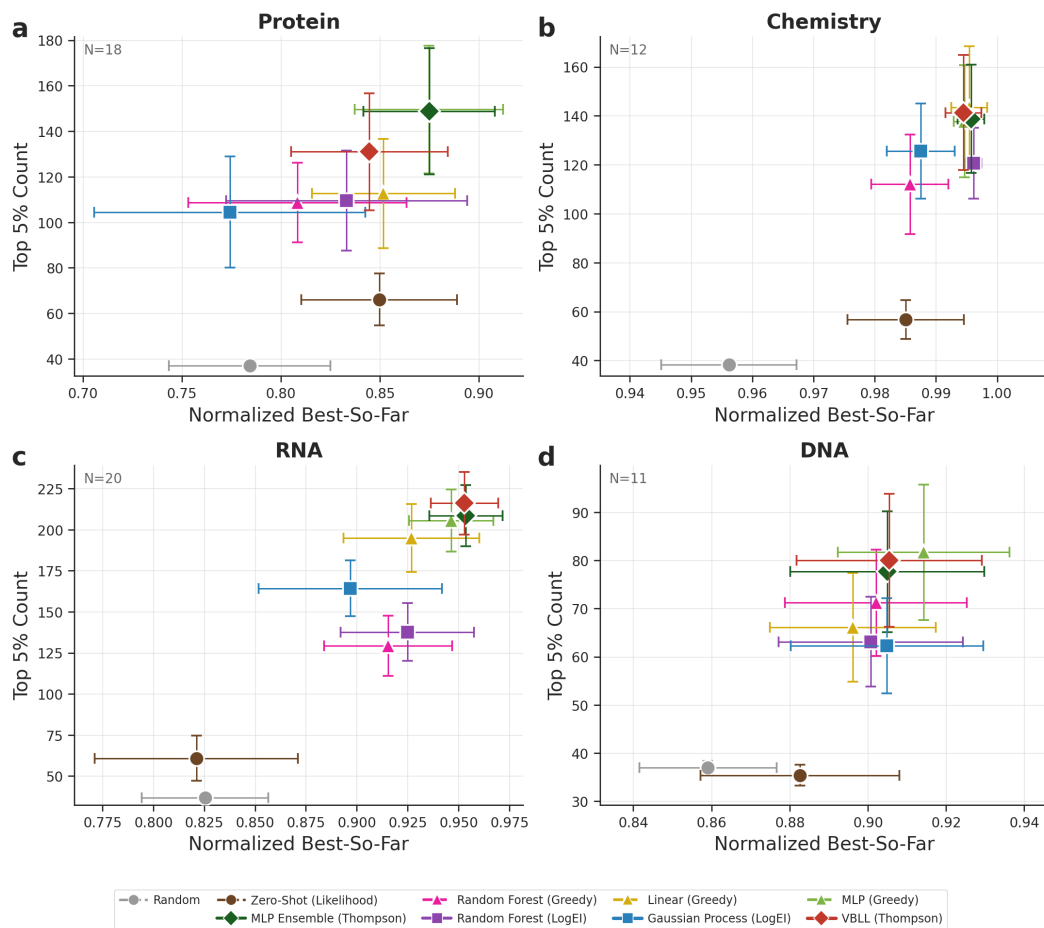 a
Protein
N=18
Top 5% Count
180
160
140
120
100
80
60
40
0.70
0.75
0.80
0.85
0.90
Normalized Best-So-Far
b
Chemistry
N=12
Top 5% Count
160
140
120
100
80
60
40
0.94
0.95
0.96
0.97
0.98
0.99
1.00
Normalized Best-So-Far
c
RNA
N=20
Top 5% Count
225
200
175
150
125
100
75
50
0.775
0.800
0.825
0.850
0.875
0.900
0.925
0.950
0.975
Normalized Best-So-Far
d
DNA
N=11
Top 5% Count
90
80
70
60
50
40
30
0.84
0.86
0.88
0.90
0.92
0.94
Normalized Best-So-Far
Random
Zero-Shot (Likelihood)
Random Forest (Greedy)
Linear (Greedy)
MLP (Greedy)
MLP Ensemble (Thompson)
Random Forest (LogEI)
Gaussian Process (LogEI)
VBLL (Thompson)